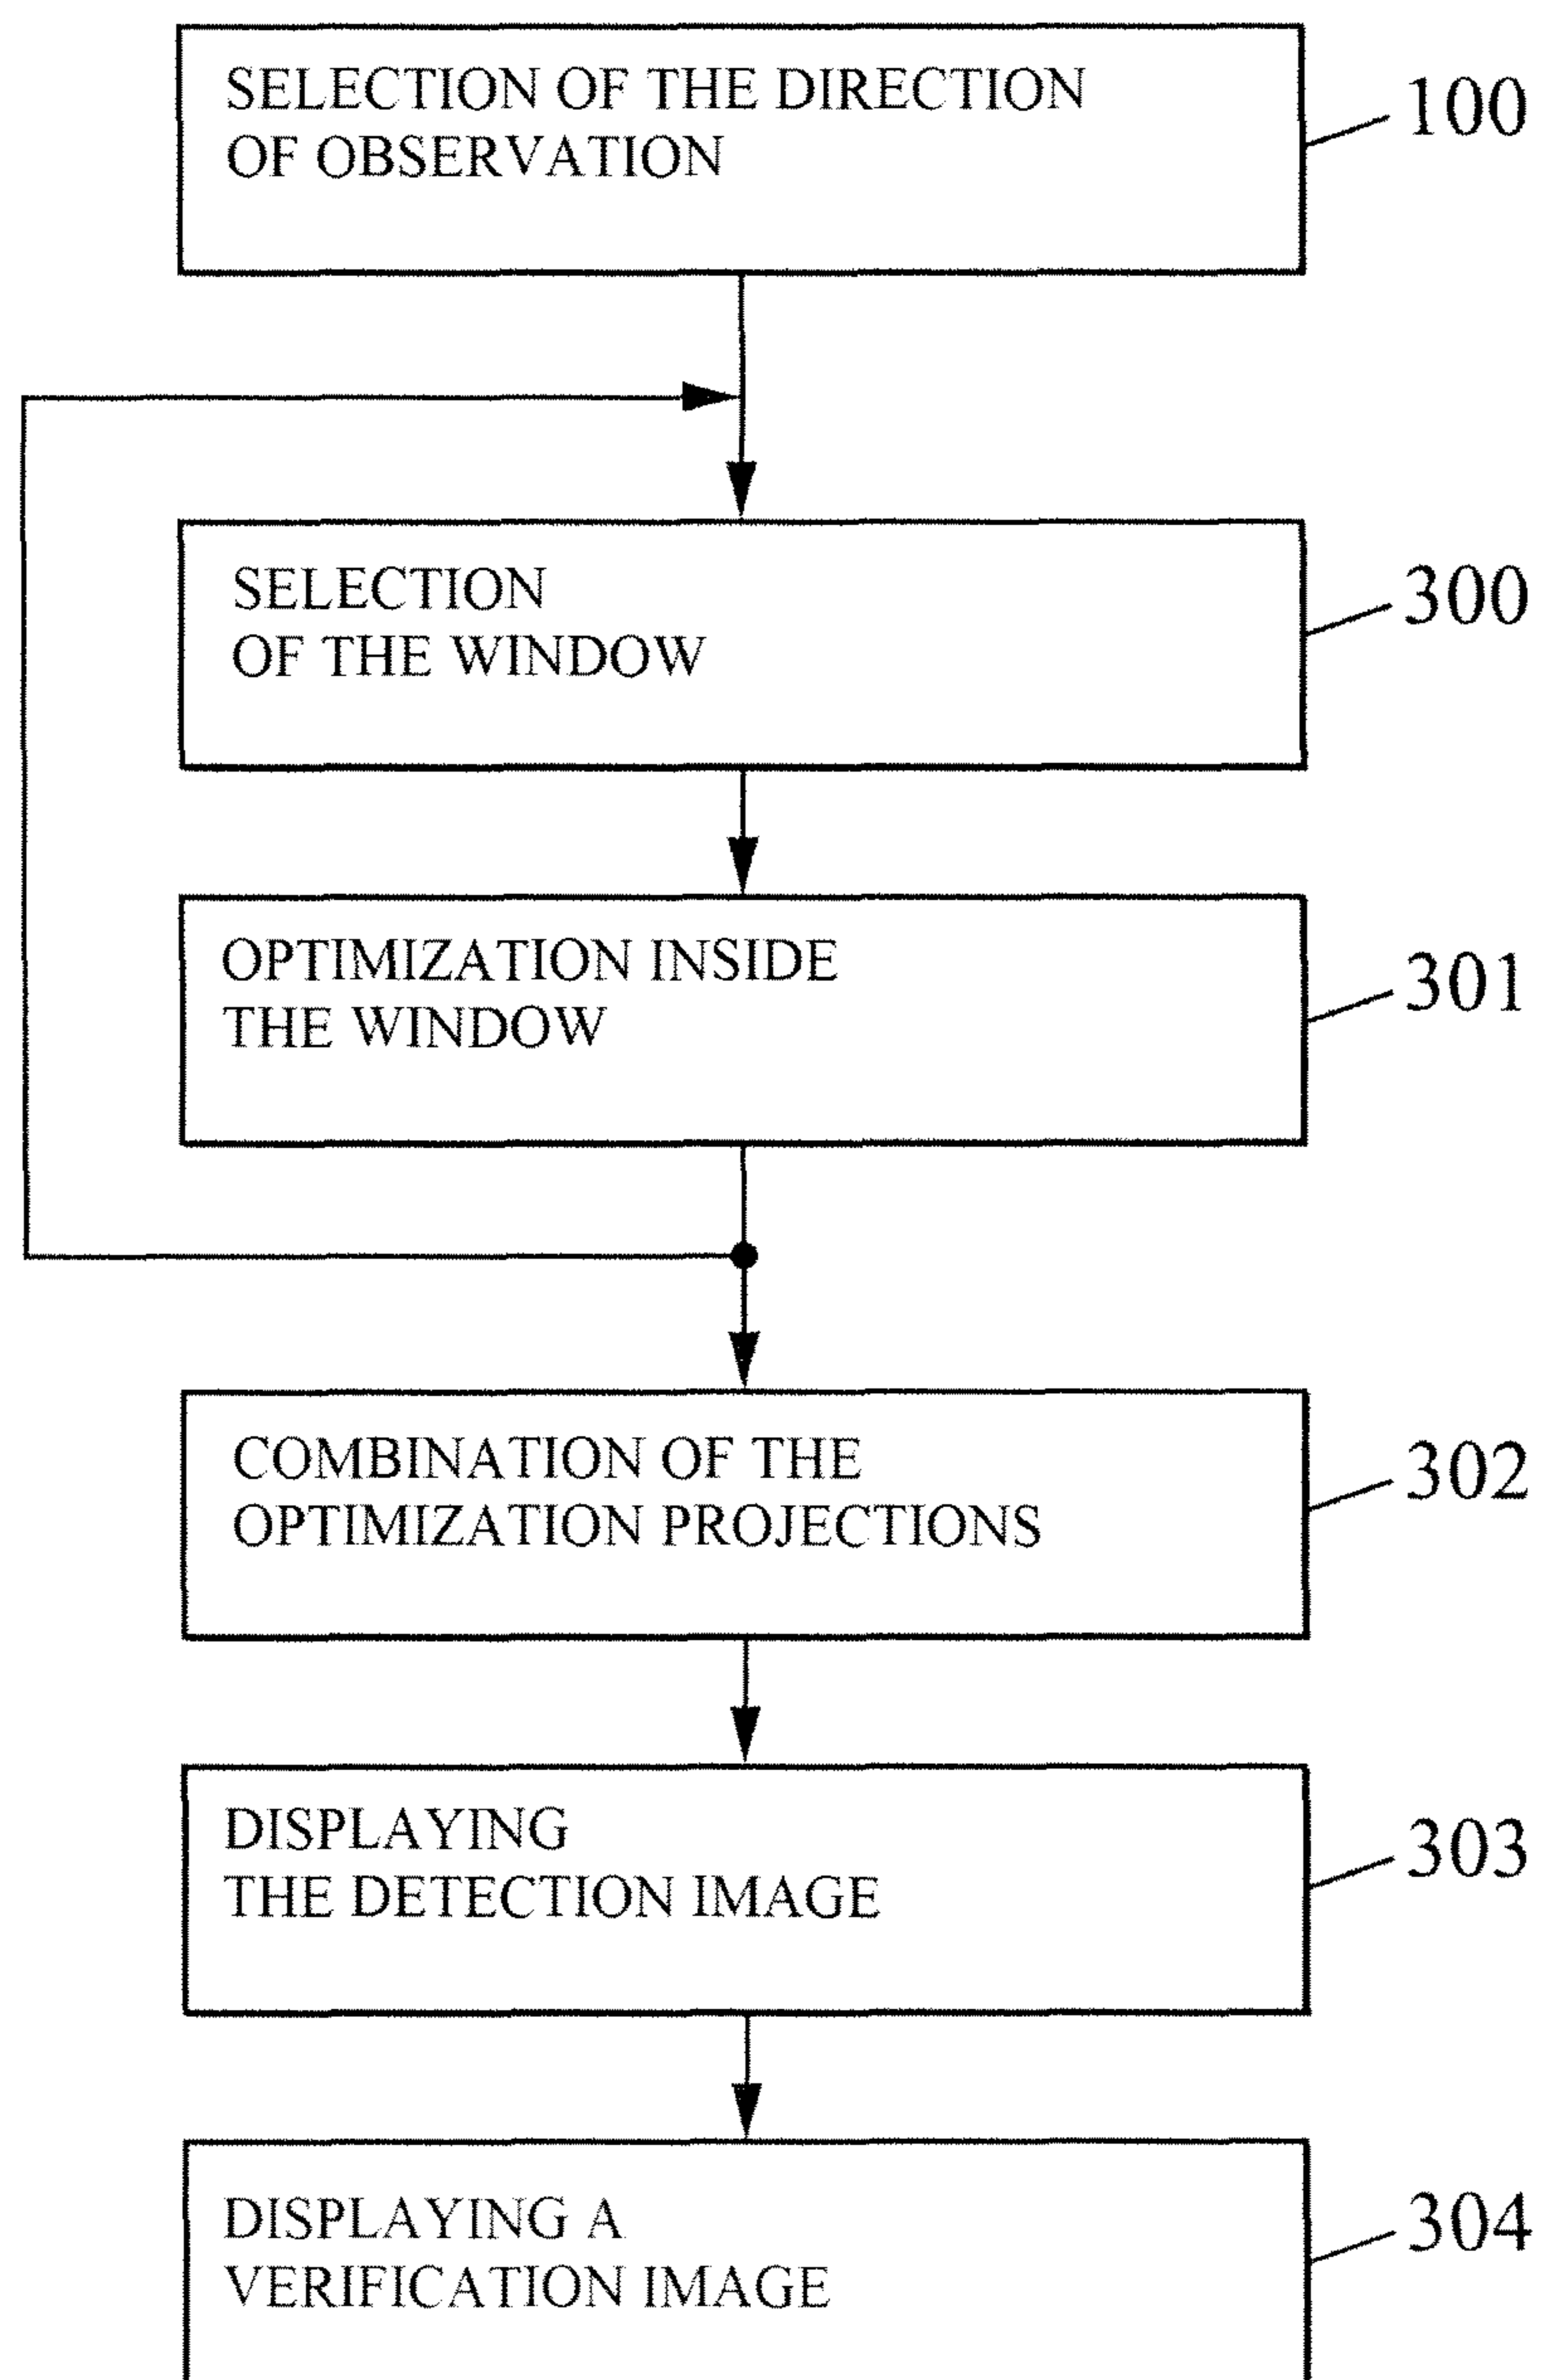 SELECTION OF THE DIRECTION
OF OBSERVATION
100
SELECTION
OF THE WINDOW
300
OPTIMIZATION INSIDE
THE WINDOW
301
COMBINATION OF THE
OPTIMIZATION PROJECTIONS
302
DISPLAYING
THE DETECTION IMAGE
303
DISPLAYING A
VERIFICATION IMAGE
304